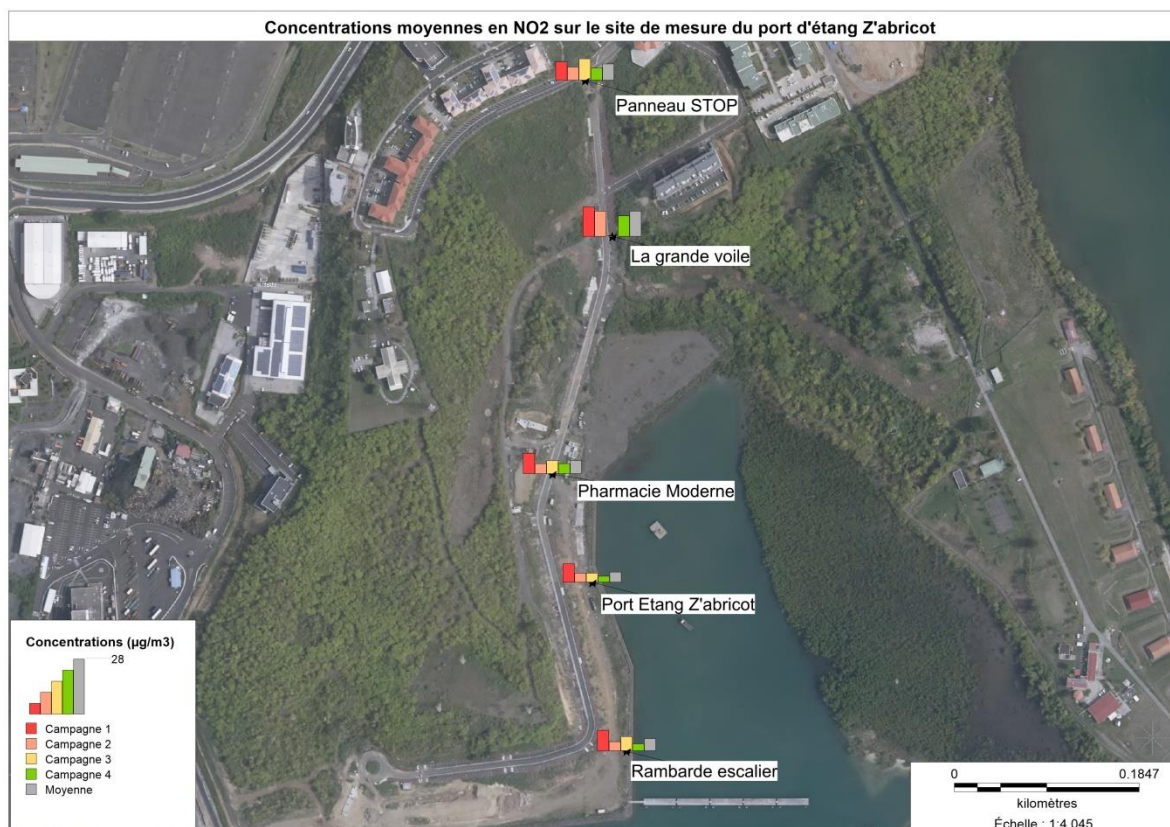 Concentrations moyennes en NO2 sur le site de mesure du port d'étang Z'abricot
Panneau STOP
La grande voile
Pharmacie Moderne
Port Etang Z'abricot
Rambarde escalier
Concentrations (µg/m3)
28
Campagne 1
Campagne 2
Campagne 3
Campagne 4
Moyenne
0 0.1847
kilomètres
Échelle : 1:4 045